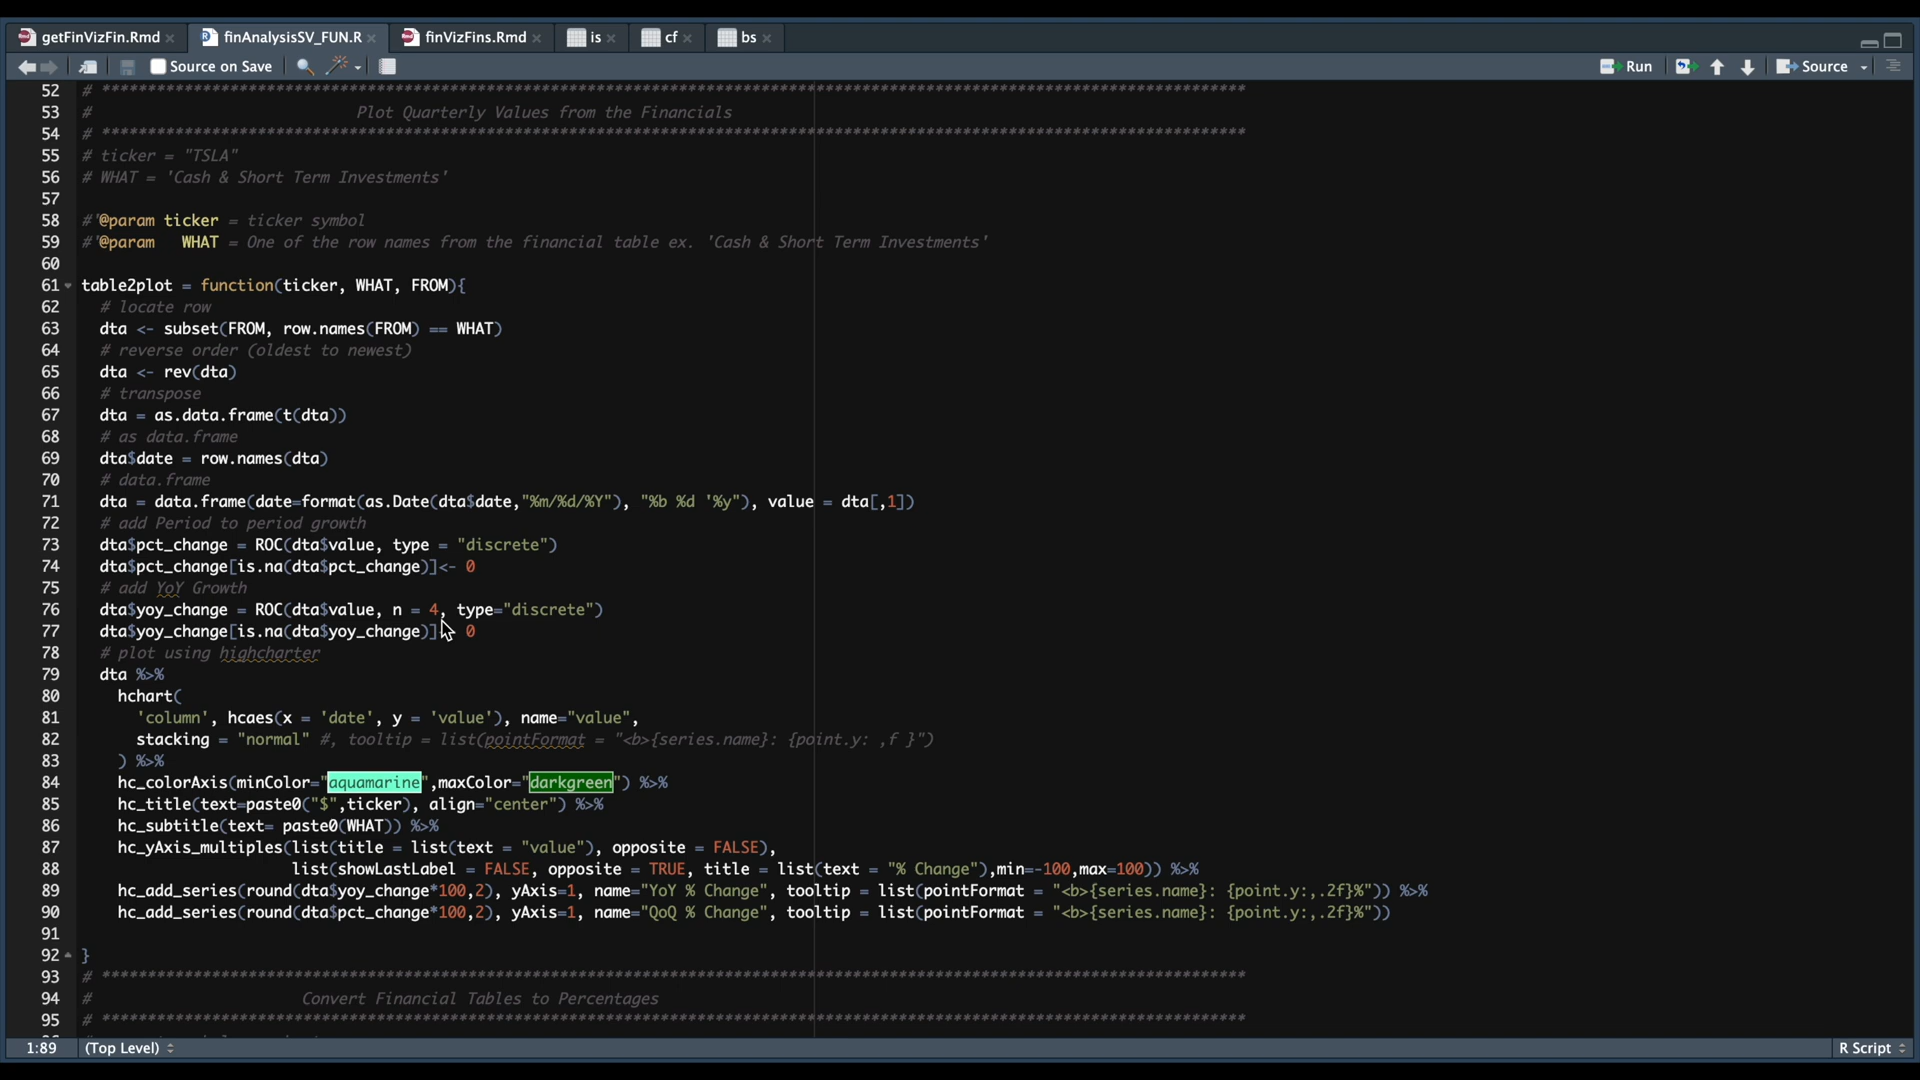 getFinVizFin.Rmd × finAnalysisSV_FUN.R × finVizFins.Rmd × is × cf × bs ×
Source on Save Run Source
52 # *******************************************************************************************************************************
53 # Plot Quarterly Values from the Financials
54 # *******************************************************************************************************************************
55 # ticker = "TSLA"
56 # WHAT = 'Cash & Short Term Investments'
57
58 #'@param ticker = ticker symbol
59 #'@param   WHAT = One of the row names from the financial table ex. 'Cash & Short Term Investments'
60
61 table2plot = function(ticker, WHAT, FROM){
62   # locate row
63   dta <- subset(FROM, row.names(FROM) == WHAT)
64   # reverse order (oldest to newest)
65   dta <- rev(dta)
66   # transpose
67   dta = as.data.frame(t(dta))
68   # as data.frame
69   dta$date = row.names(dta)
70   # data.frame
71   dta = data.frame(date=format(as.Date(dta$date,"%m/%d/%Y"), "%b %d '%y"), value = dta[,1])
72   # add Period to period growth
73   dta$pct_change = ROC(dta$value, type = "discrete")
74   dta$pct_change[is.na(dta$pct_change)]<- 0
75   # add YoY Growth
76   dta$yoy_change = ROC(dta$value, n = 4, type="discrete")
77   dta$yoy_change[is.na(dta$yoy_change)] 0
78   # plot using highcharter
79   dta %>%
80     hchart(
81       'column', hcaes(x = 'date', y = 'value'), name="value",
82       stacking = "normal" #, tooltip = list(pointFormat = "<b>{series.name}: {point.y: ,f }")
83     ) %>%
84     hc_colorAxis(minColor="aquamarine",maxColor="darkgreen") %>%
85     hc_title(text=paste0("$",ticker), align="center") %>%
86     hc_subtitle(text= paste0(WHAT)) %>%
87     hc_yAxis_multiples(list(title = list(text = "value"), opposite = FALSE),
88                        list(showLastLabel = FALSE, opposite = TRUE, title = list(text = "% Change"),min=-100,max=100)) %>%
89     hc_add_series(round(dta$yoy_change*100,2), yAxis=1, name="YoY % Change", tooltip = list(pointFormat = "<b>{series.name}: {point.y:,.2f}%")) %>%
90     hc_add_series(round(dta$pct_change*100,2), yAxis=1, name="QoQ % Change", tooltip = list(pointFormat = "<b>{series.name}: {point.y:,.2f}%"))
91
92 }
93 # *******************************************************************************************************************************
94 # Convert Financial Tables to Percentages
95 # *******************************************************************************************************************************
1:89 (Top Level) R Script